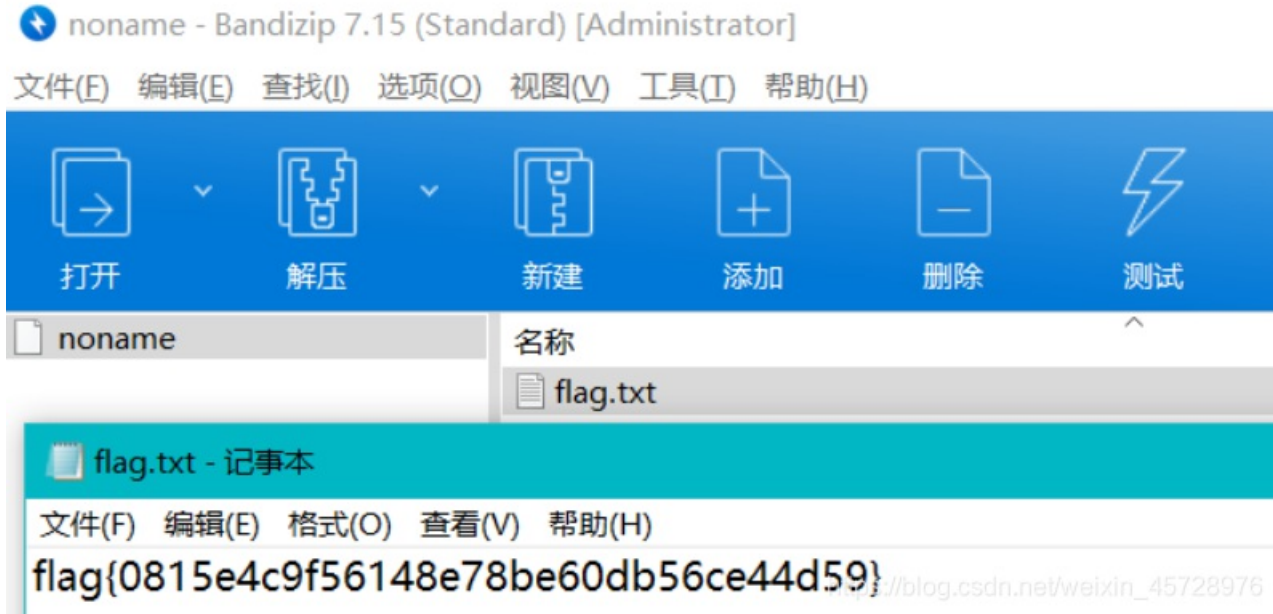 noname - Bandizip 7.15 (Standard) [Administrator]
文件(F) 编辑(E) 查找(I) 选项(O) 视图(V) 工具(T) 帮助(H)
打开 解压 新建 添加 删除 测试
noname 名称
flag.txt
flag.txt - 记事本
文件(F) 编辑(E) 格式(O) 查看(V) 帮助(H)
flag{0815e4c9f56148e78be60db56ce44d59}
https://blog.csdn.net/weixin_45728976